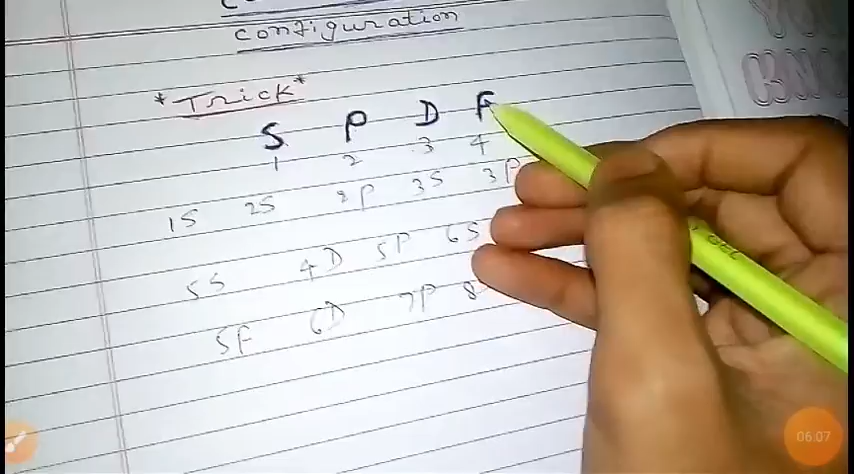 configuration
*Trick*
S P D F
1 2 3 4
1S 2S 2P 3S 3P
5S 4D 5P 6S
5F 6D 7P 8
06:07